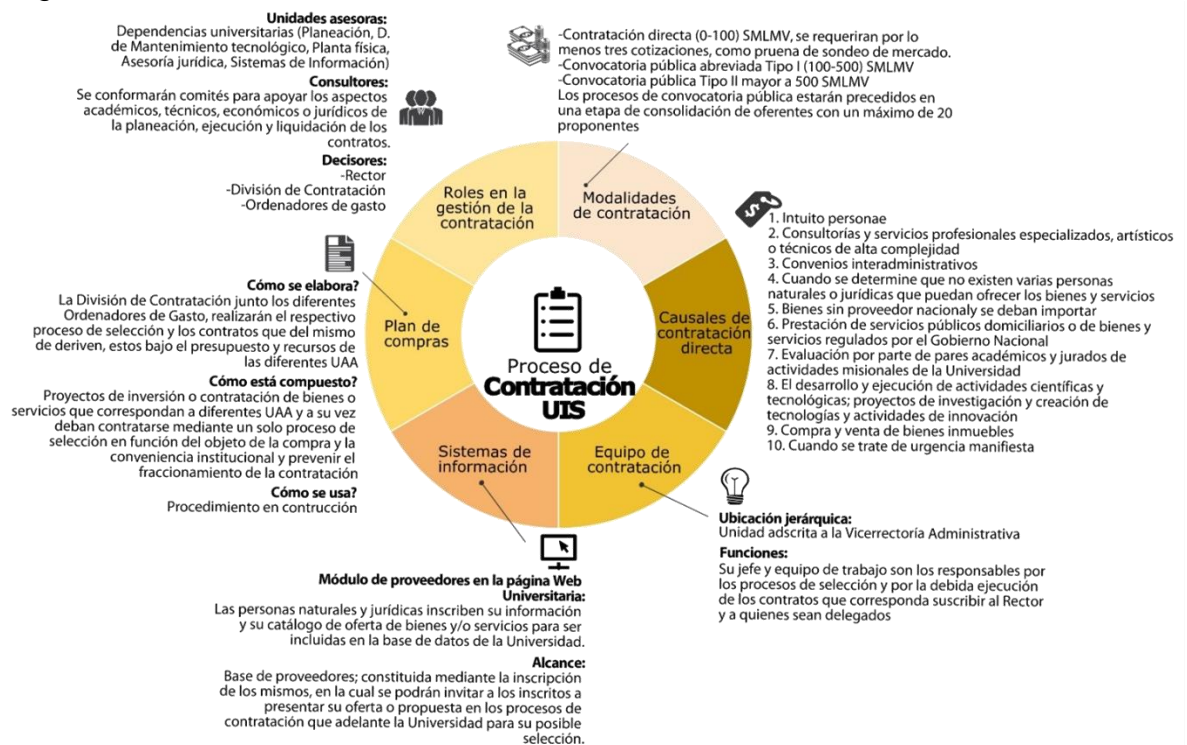 Unidades asesoras:
Dependencias universitarias (Planeación, D.
de Mantenimiento tecnológico, Planta física,
Asesoría jurídica, Sistemas de Información)
Consultores:
Se conformarán comités para apoyar los aspectos
académicos, técnicos, económicos o jurídicos de
la planeación, ejecución y liquidación de los
contratos.
Decisores:
-Rector
-División de Contratación
-Ordenadores de gasto
-Contratación directa (0-100) SMLMV, se requeriran por lo
menos tres cotizaciones, como pruena de sondeo de mercado.
-Convocatoria pública abreviada Tipo I (100-500) SMLMV
-Convocatoria pública Tipo II mayor a 500 SMLMV
Los procesos de convocatoria pública estarán precedidos en
una etapa de consolidación de oferentes con un máximo de 20
proponentes
Roles en la
gestión de la
contratación
Modalidades
de contratación
1. Intuito personae
2. Consultorías y servicios profesionales especializados, artísticos
o técnicos de alta complejidad
3. Convenios interadministrativos
4. Cuando se determine que no existen varias personas
naturales o jurídicas que puedan ofrecer los bienes y servicios
5. Bienes sin proveedor nacionaly se deban importar
6. Prestación de servicios públicos domiciliarios o de bienes y
servicios regulados por el Gobierno Nacional
7. Evaluación por parte de pares académicos y jurados de
actividades misionales de la Universidad
8. El desarrollo y ejecución de actividades científicas y
tecnológicas; proyectos de investigación y creación de
tecnologías y actividades de innovación
9. Compra y venta de bienes inmuebles
10. Cuando se trate de urgencia manifiesta
Cómo se elabora?
La División de Contratación junto los diferentes
Ordenadores de Gasto, realizarán el respectivo
proceso de selección y los contratos que del mismo
de deriven, estos bajo el presupuesto y recursos de
las diferentes UAA
Cómo está compuesto?
Proyectos de inversión o contratación de bienes o
servicios que correspondan a diferentes UAA y a su vez
deban contratarse mediante un solo proceso de
selección en función del objeto de la compra y la
conveniencia institucional y prevenir el
fraccionamiento de la contratación
Cómo se usa?
Procedimiento en contrucción
Plan de
compras
Causales de
contratación
directa
Proceso de
Contratación
UIS
Sistemas de
información
Equipo de
contratación
Ubicación jerárquica:
Unidad adscrita a la Vicerrectoría Administrativa
Funciones:
Su jefe y equipo de trabajo son los responsables por
los procesos de selección y por la debida ejecución
de los contratos que corresponda suscribir al Rector
y a quienes sean delegados
Módulo de proveedores en la página Web
Universitaria:
Las personas naturales y jurídicas inscriben su información
y su catálogo de oferta de bienes y/o servicios para ser
incluidas en la base de datos de la Universidad.
Alcance:
Base de proveedores; constituida mediante la inscripción
de los mismos, en la cual se podrán invitar a los inscritos a
presentar su oferta o propuesta en los procesos de
contratación que adelante la Universidad para su posible
selección.